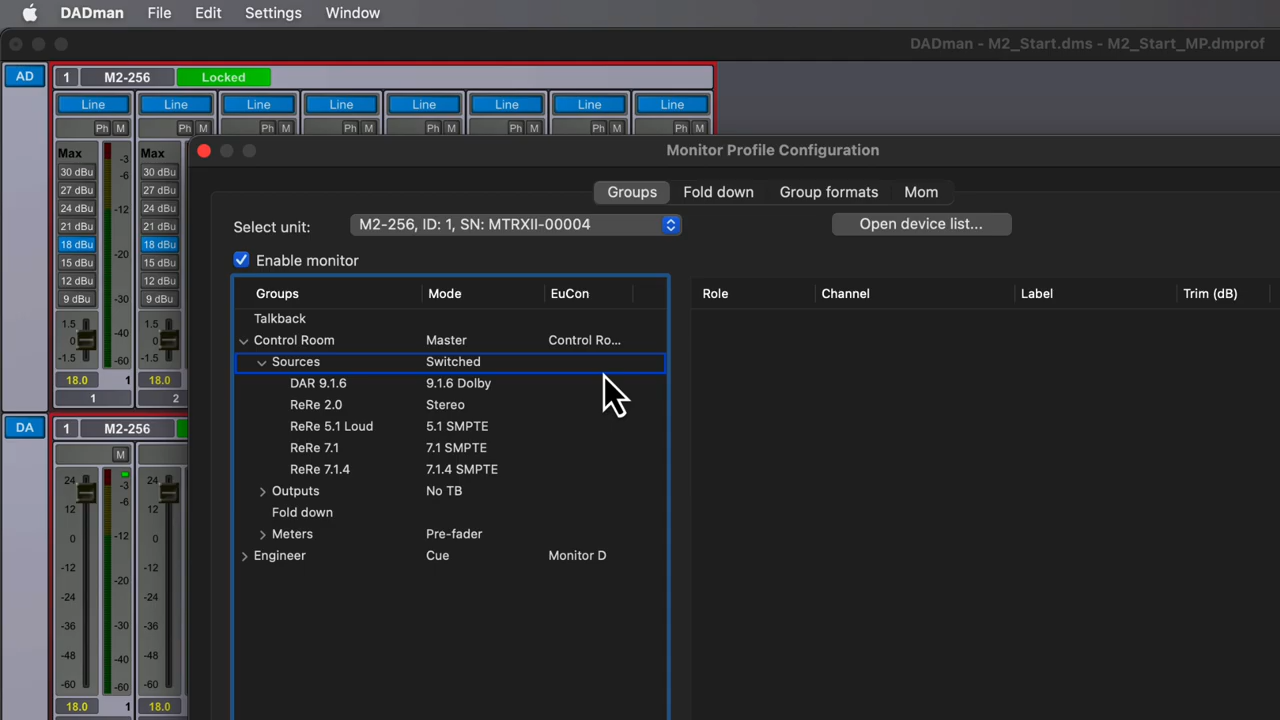 DADman File Edit Settings Window
DADman - M2_Start.dms - M2_Start_MP.dmprof
AD 1 M2-256 Locked
Line Line Line Line Line Line Line Line
Ph M Ph M Ph M Ph M Ph M Ph M Ph M Ph M
Monitor Profile Configuration
Max -3 Max
30 dBu -6 30 dBu
27 dBu 27 dBu
24 dBu -12 24 dBu
21 dBu 21 dBu
18 dBu -20 18 dBu
15 dBu 15 dBu
12 dBu -30 12 dBu
9 dBu 9 dBu
1.5 -40 1.5
0 0
-1.5 -60 -1.5
18.0 1 18.0
1 2
Groups Fold down Group formats Mom
Select unit: M2-256, ID: 1, SN: MTRXII-00004 Open device list...
Enable monitor
Groups Mode EuCon Role Channel Label Trim (dB)
Talkback
Control Room Master Control Ro...
Sources Switched
DAR 9.1.6 9.1.6 Dolby
ReRe 2.0 Stereo
ReRe 5.1 Loud 5.1 SMPTE
ReRe 7.1 7.1 SMPTE
ReRe 7.1.4 7.1.4 SMPTE
Outputs No TB
Fold down
Meters Pre-fader
Engineer Cue Monitor D
DA 1 M2-256
M
24 -3 24
-6
12 12
0 -12 0
-12 -12
-20
-24 -24
-36 -30 -36
-48 -40 -48
-60 -60 -60
18.0 1 18.0